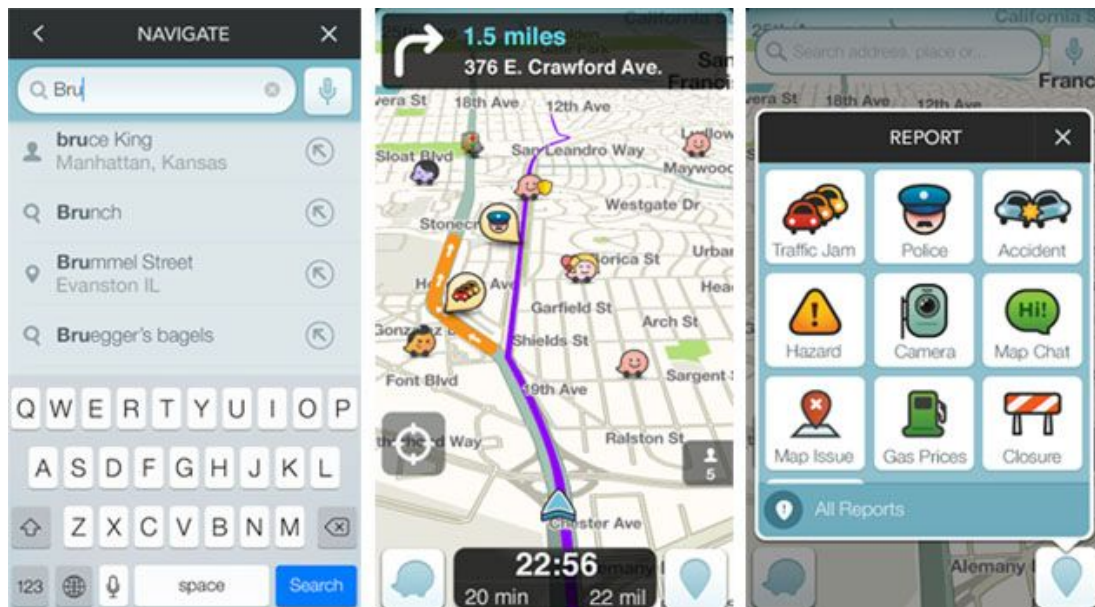 NAVIGATE
Bru
bruce King
Manhattan, Kansas
Brunch
Brummel Street
Evanston IL
Bruegger's bagels
Q W E R T Y U I O P
A S D F G H J K L
Z X C V B N M
123
space
Search
1.5 miles
376 E. Crawford Ave.
18th Ave
12th Ave
Sloat Blvd
San Leandro Way
Westgate Dr
Garfield St
Arch St
Shields St
Font Blvd
19th Ave
Sargent
Ralston St
Way
5
Chester Ave
22:56
20 min
22 mil
Search address, place or...
18th Ave
12th Ave
REPORT
Traffic Jam
Police
Accident
Hazard
Camera
Hi!
Map Chat
Map Issue
Gas Prices
Closure
All Reports
Alemany